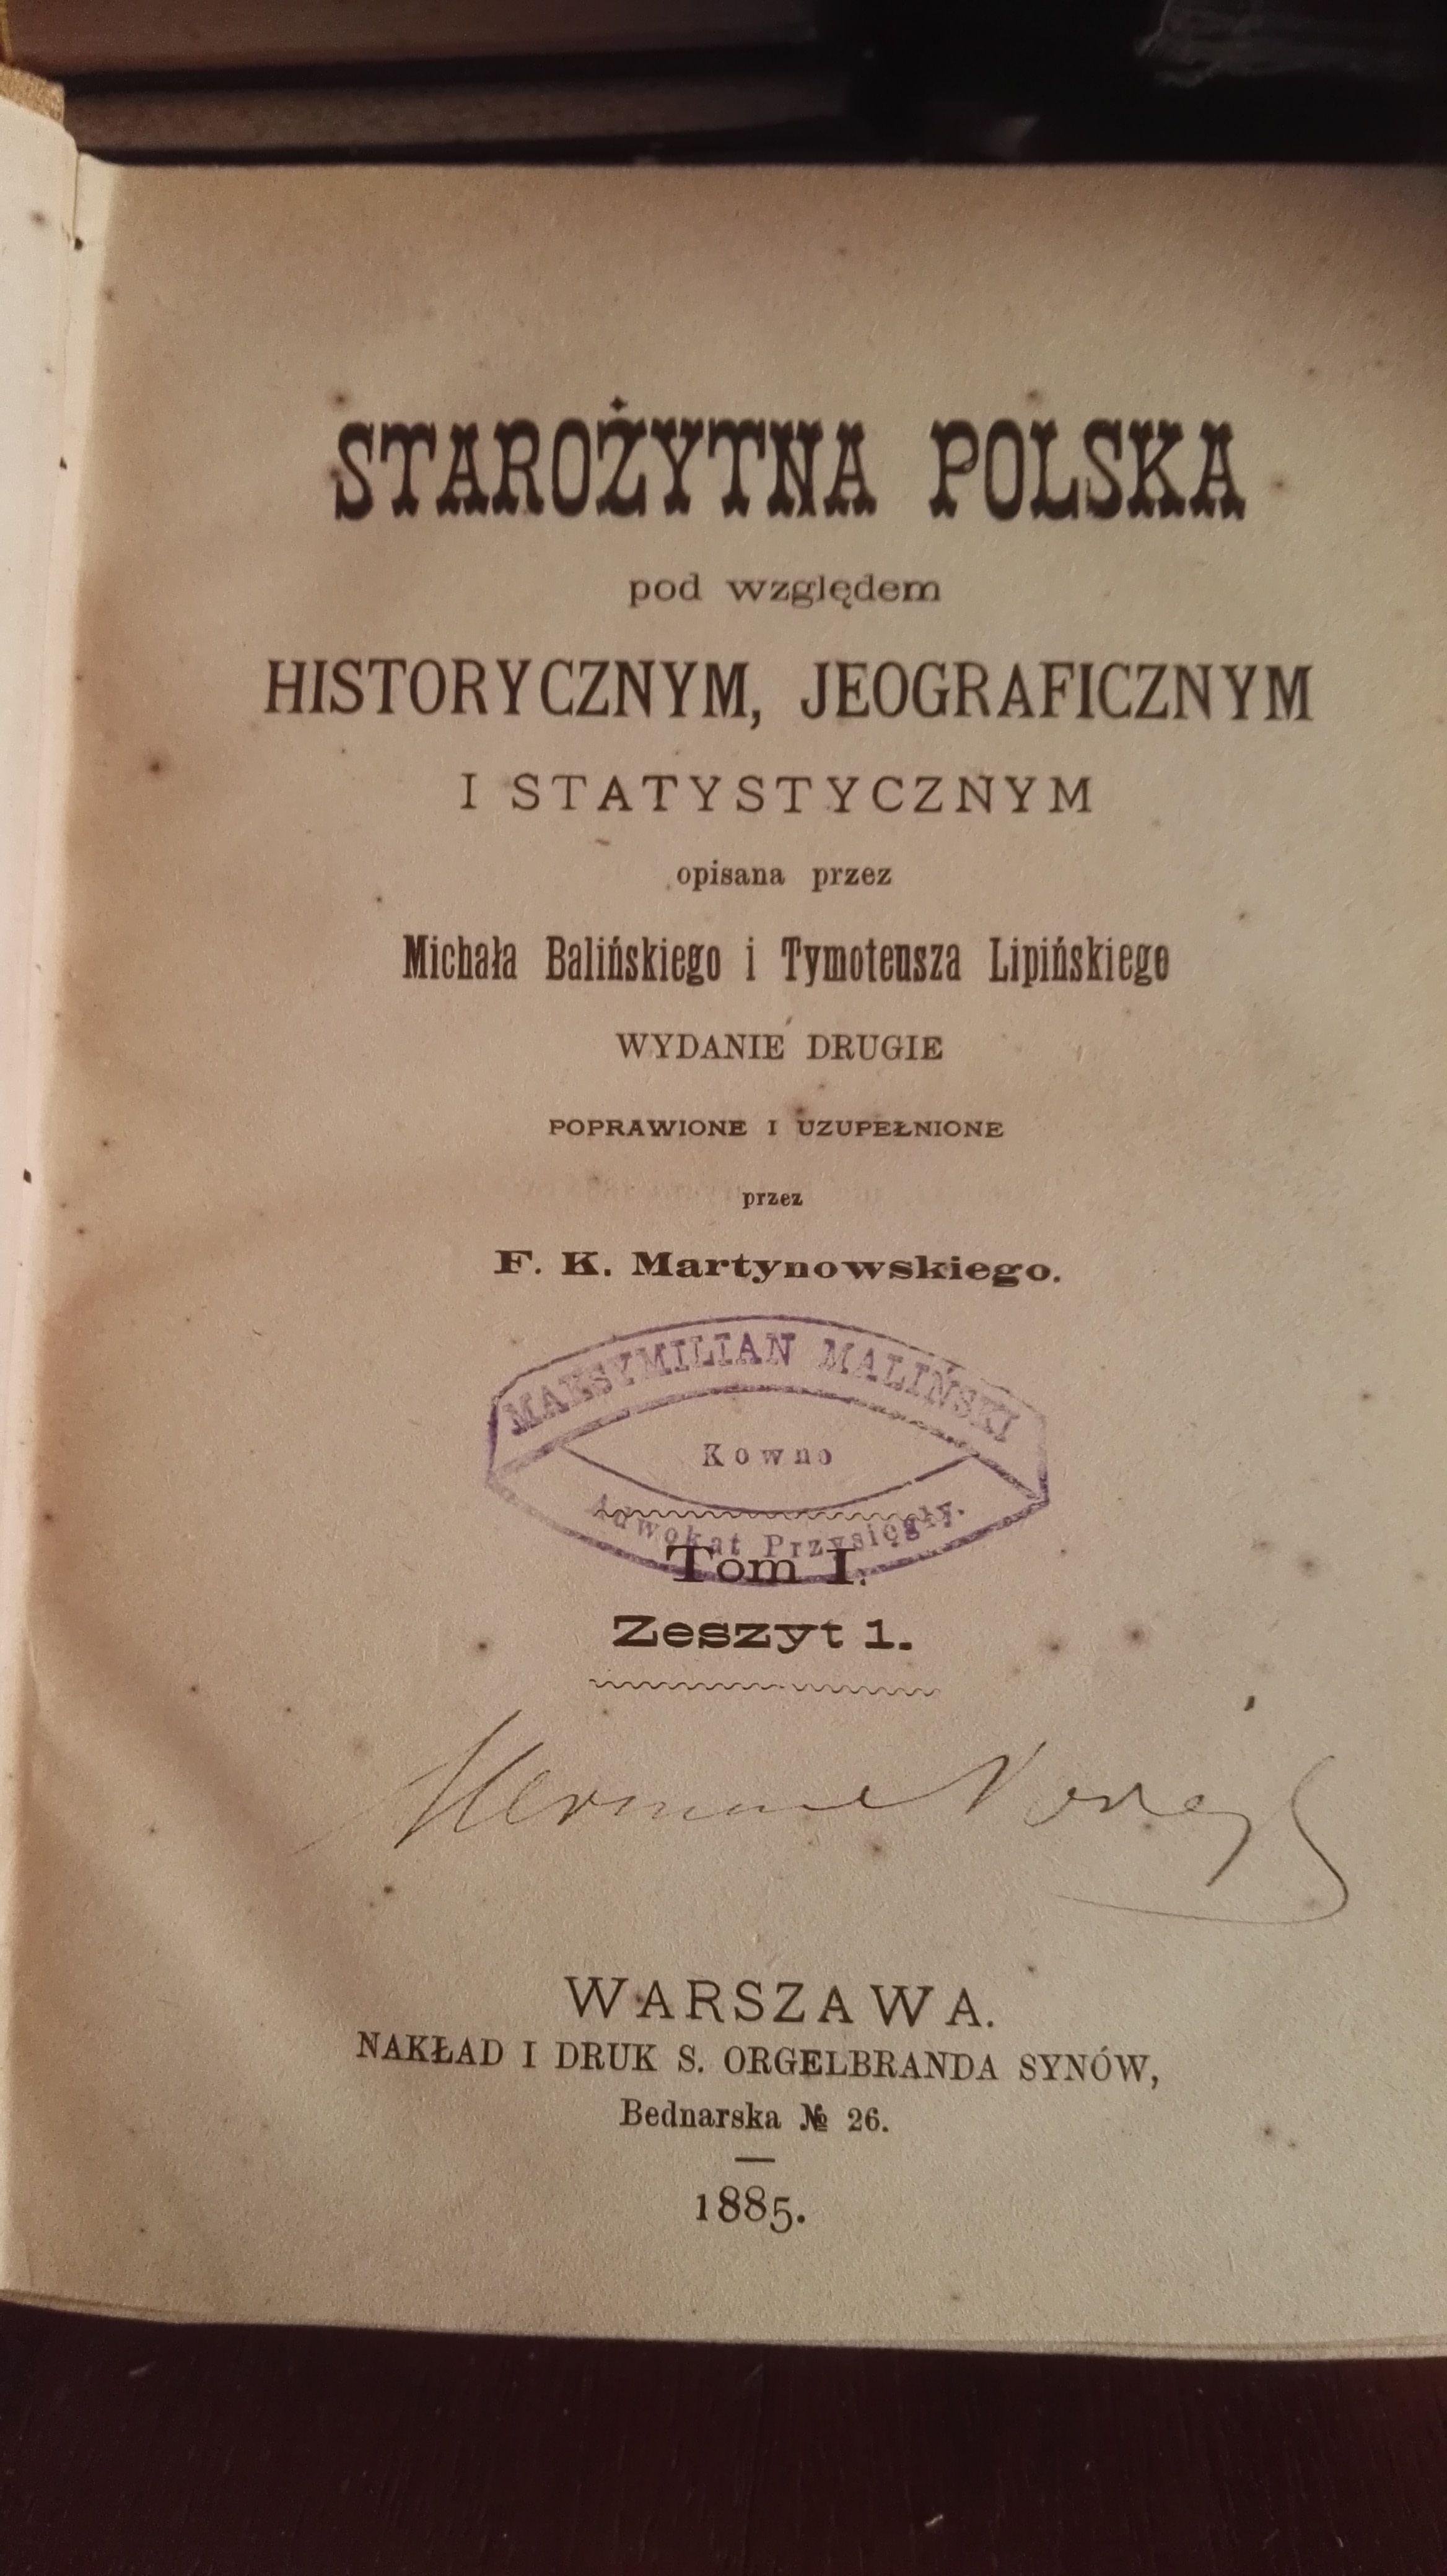 STAROŻYTNA POLSKA
pod względem
HISTORYCZNYM, JEOGRAFICZNYM
I STATYSTYCZNYM
opisana przez
Michała Balińskiego i Tymoteusza Lipińskiego
WYDANIE DRUGIE
POPRAWIONE I UZUPEŁNIONE
przez
F. K. Martynowskiego.
MAKSYMILIAN MALIŃSKI
Kowno
Adwokat Przysięgły.
Tom I.
Zeszyt 1.
WARSZAWA.
NAKŁAD I DRUK S. ORGELBRANDA SYNÓW,
Bednarska № 26.
1885.